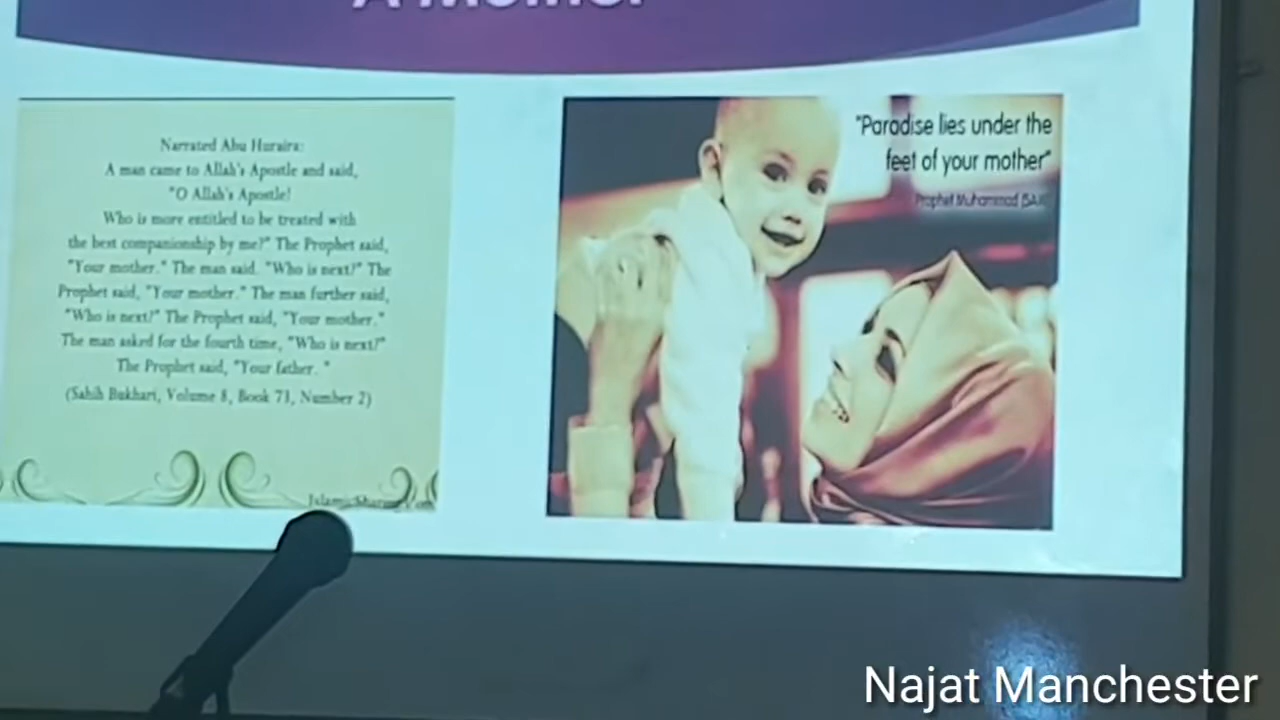 A Mother
Narrated Abu Huraira:
A man came to Allah's Apostle and said,
"O Allah's Apostle!
Who is more entitled to be treated with
the best companionship by me?" The Prophet said,
"Your mother." The man said. "Who is next?" The
Prophet said, "Your mother." The man further said,
"Who is next?" The Prophet said, "Your mother."
The man asked for the fourth time, "Who is next?"
The Prophet said, "Your father. "
(Sahih Bukhari, Volume 8, Book 73, Number 2)
"Paradise lies under the
feet of your mother"
Prophet Muhammad (SAW)
Najat Manchester